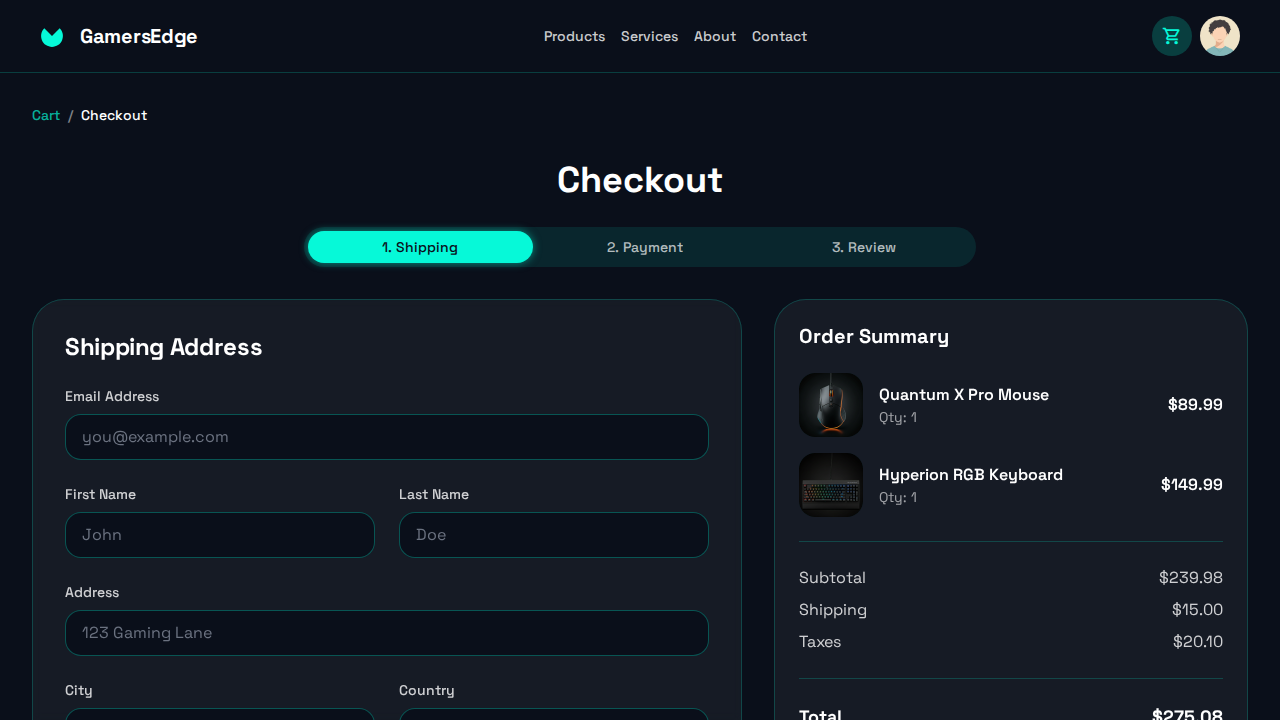 GamersEdge
Products Services About Contact
Cart / Checkout
Checkout
1. Shipping
2. Payment
3. Review
Shipping Address
Email Address
you@example.com
First Name
Last Name
John
Doe
Address
123 Gaming Lane
City
Country
Order Summary
Quantum X Pro Mouse
Qty: 1
$89.99
Hyperion RGB Keyboard
Qty: 1
$149.99
Subtotal $239.98
Shipping $15.00
Taxes $20.10
Total $275.08